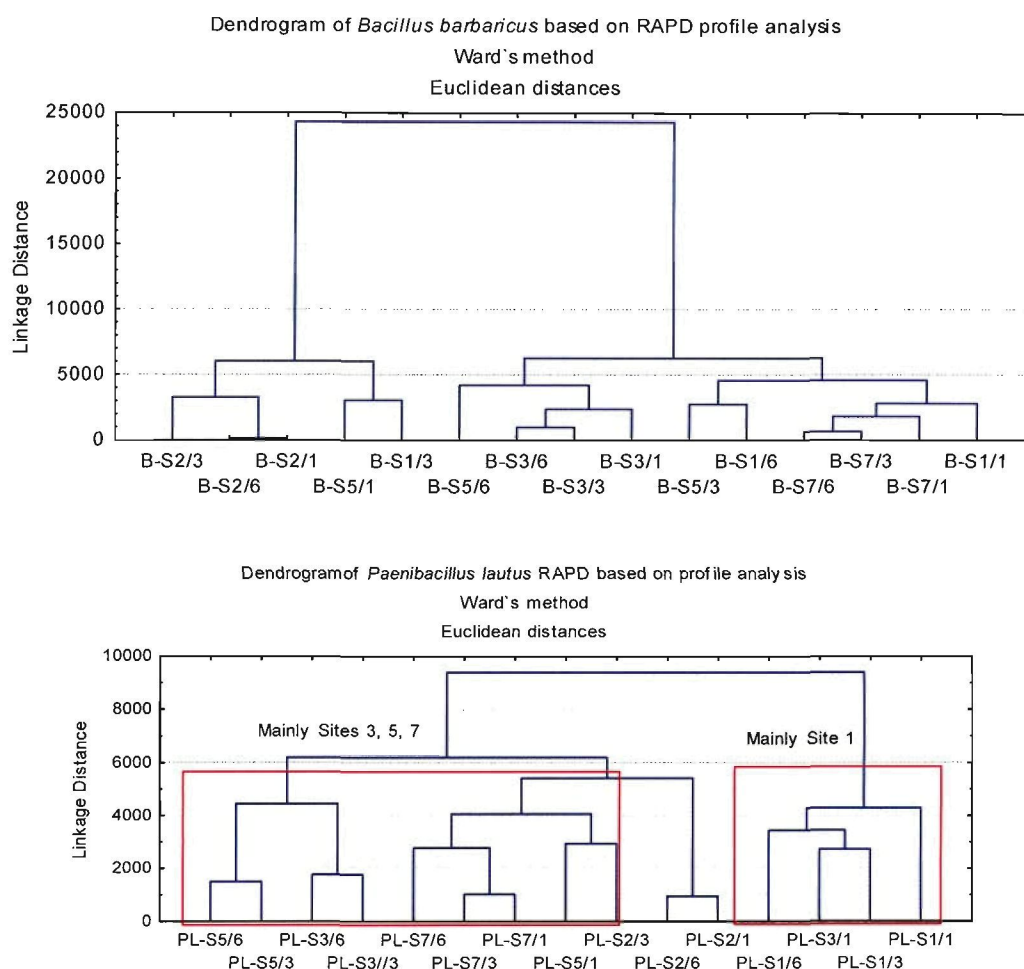 Dendrogram of Bacillus barbaricus based on RAPD profile analysis
Ward`s method
Euclidean distances
25000
20000
15000
10000
5000
0
Linkage Distance
B-S2/3 B-S2/1 B-S1/3 B-S3/6 B-S3/1 B-S1/6 B-S7/3 B-S1/1
B-S2/6 B-S5/1 B-S5/6 B-S3/3 B-S5/3 B-S7/6 B-S7/1
Dendrogramof Paenibacillus lautus RAPD based on profile analysis
Ward`s method
Euclidean distances
10000
8000
6000
4000
2000
0
Linkage Distance
Mainly Sites 3, 5, 7
Mainly Site 1
PL-S5/6 PL-S3/6 PL-S7/6 PL-S7/1 PL-S2/3 PL-S2/1 PL-S3/1 PL-S1/1
PL-S5/3 PL-S3//3 PL-S7/3 PL-S5/1 PL-S2/6 PL-S1/6 PL-S1/3